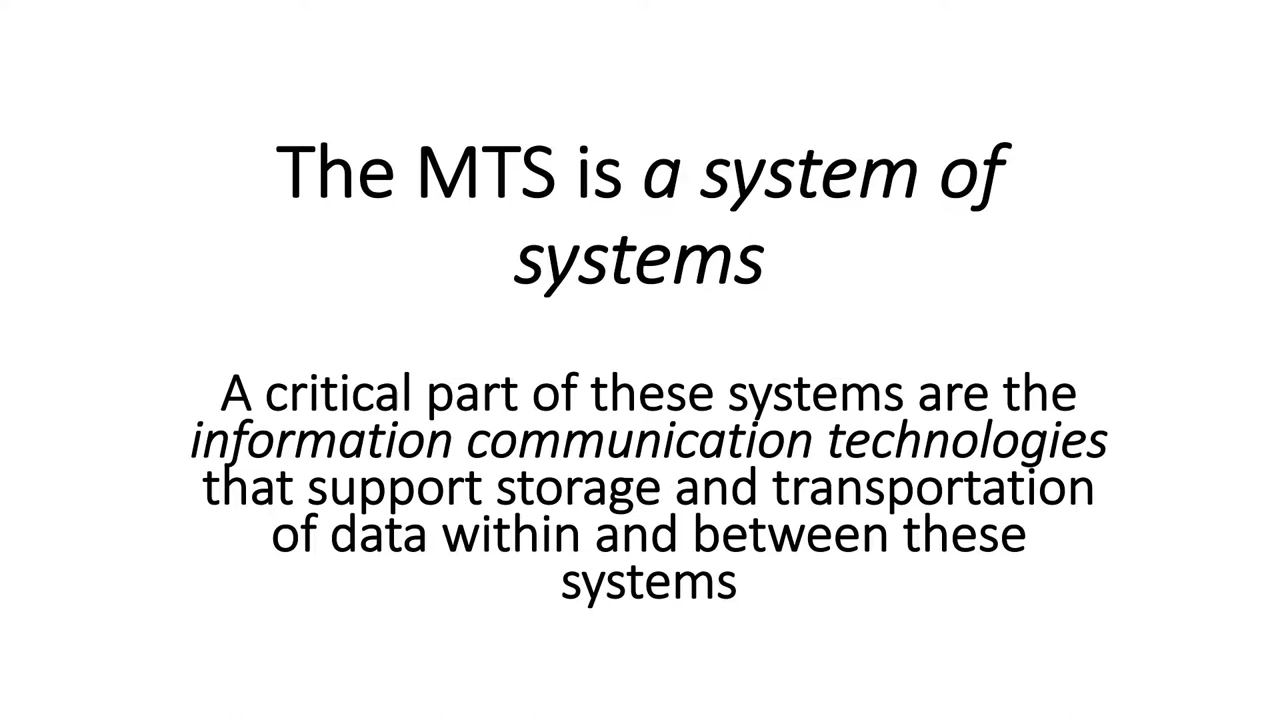 The MTS is a system of
systems
A critical part of these systems are the
information communication technologies
that support storage and transportation
of data within and between these
systems